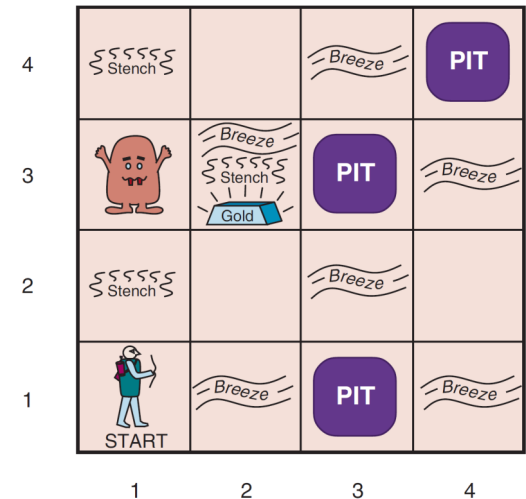 4
Stench
Breeze
PIT
3
Breeze
Stench
Gold
PIT
Breeze
2
Stench
Breeze
1
START
Breeze
PIT
Breeze
1 2 3 4